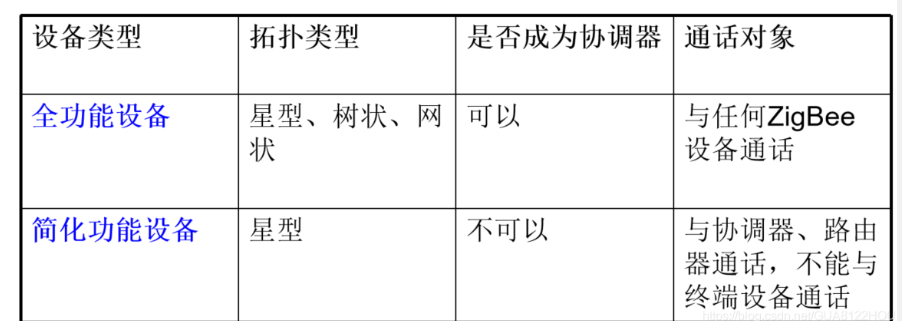 设备类型 拓扑类型 是否成为协调器 通话对象
全功能设备 星型、树状、网状 可以 与任何ZigBee设备通话
简化功能设备 星型 不可以 与协调器、路由器通话，不能与终端设备通话